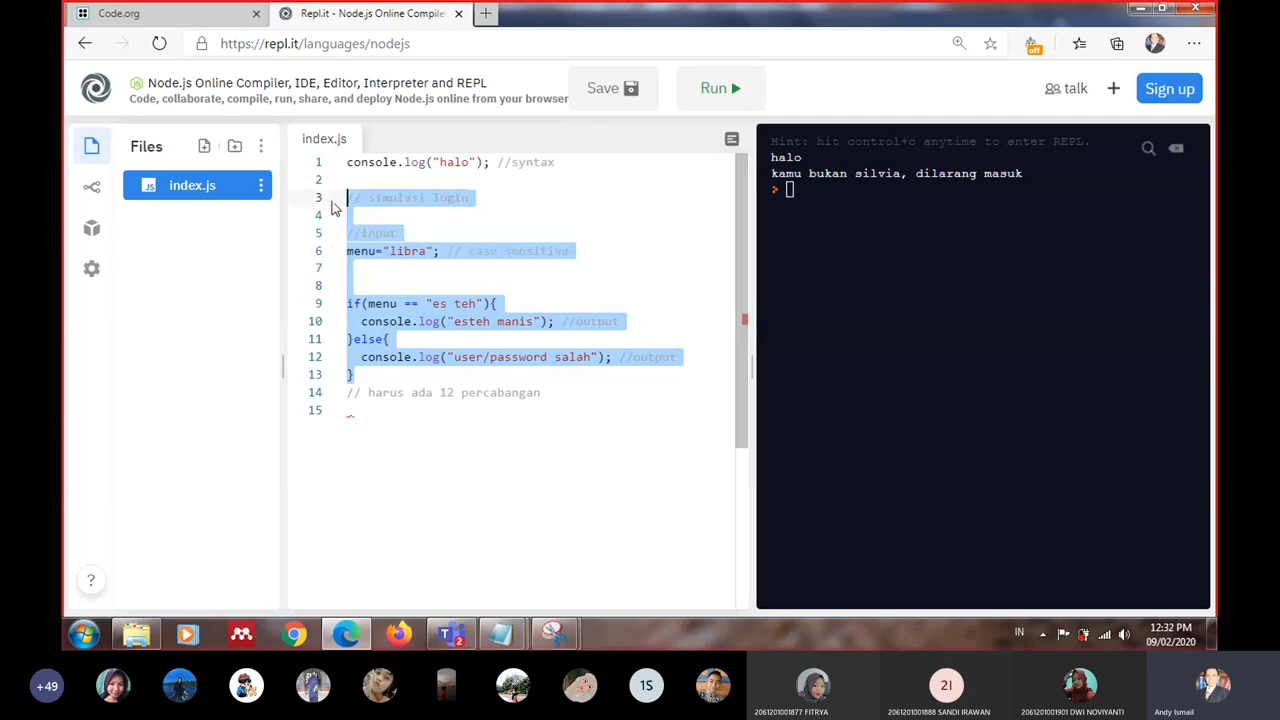 Code.org
Repl.it - Node.js Online Compiler
https://repl.it/languages/nodejs
off
Node.js Online Compiler, IDE, Editor, Interpreter and REPL
Code, collaborate, compile, run, share, and deploy Node.js online from your browser
Save
Run
talk
Sign up
Files
index.js
index.js
1 console.log("halo"); //syntax
2
3 // simulasi login
4
5 //input
6 menu="libra"; // case sensitive
7
8
9 if(menu == "es teh"){
10 console.log("esteh manis"); //output
11 }else{
12 console.log("user/password salah"); //output
13 }
14 // harus ada 12 percabangan
15
Hint: hit control+c anytime to enter REPL.
halo
kamu bukan silvia, dilarang masuk
>
?
2
IN
12:32 PM
09/02/2020
+49
1S
2I
2061201001877 FITRYA
2061201001888 SANDI IRAWAN
2061201001901 DWI NOVIYANTI
Andy Ismail